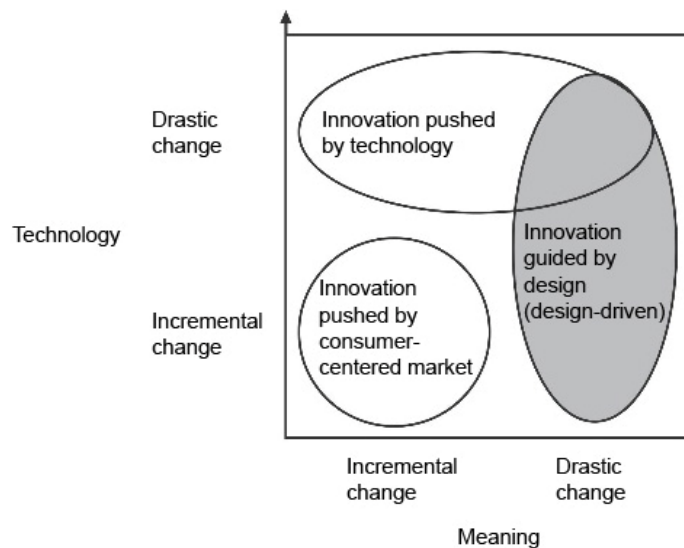 Drastic
change
Innovation pushed
by technology
Technology
Innovation
guided by
design
(design-driven)
Incremental
change
Innovation
pushed by
consumer-
centered market
Incremental
change
Drastic
change
Meaning